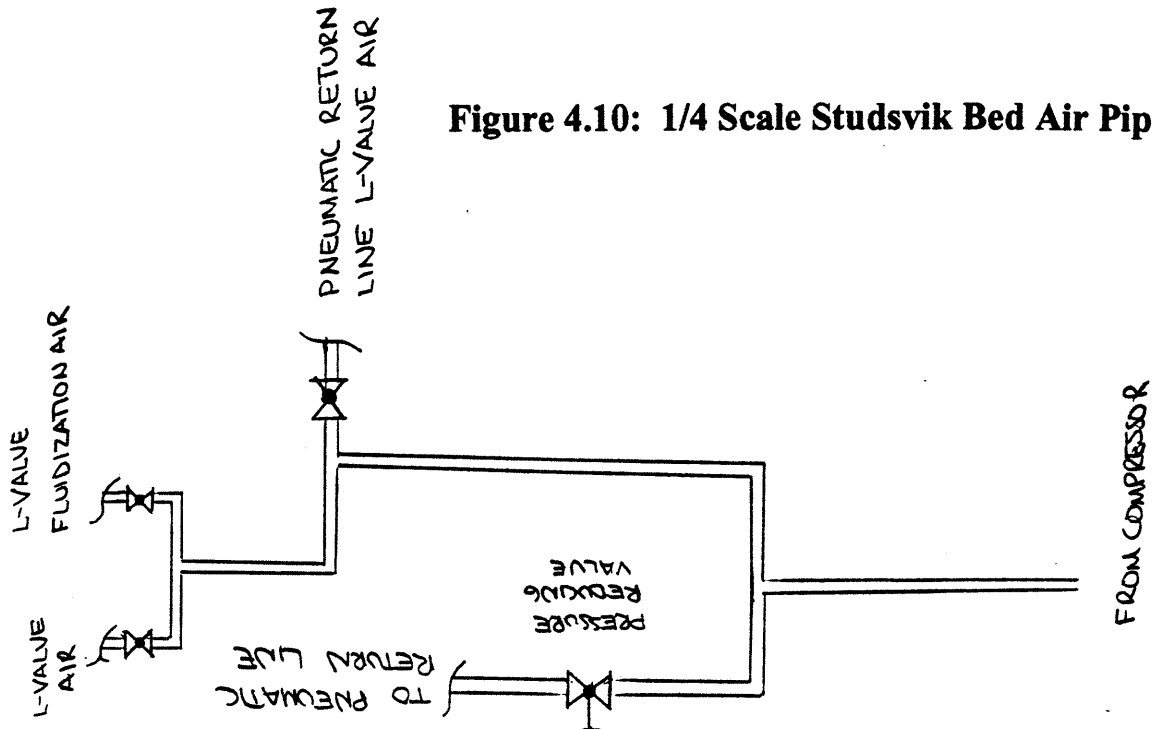 Figure 4.10: 1/4 Scale Studsvik Bed Air Pip
PNEUMATIC RETURN
LINE L-VALVE AIR
L-VALVE
FLUIDIZATION AIR
L-VALVE
AIR
PRESSURE
REDUCING
VALVE
TO PNEUMATIC
RETURN LINE
FROM COMPRESSOR